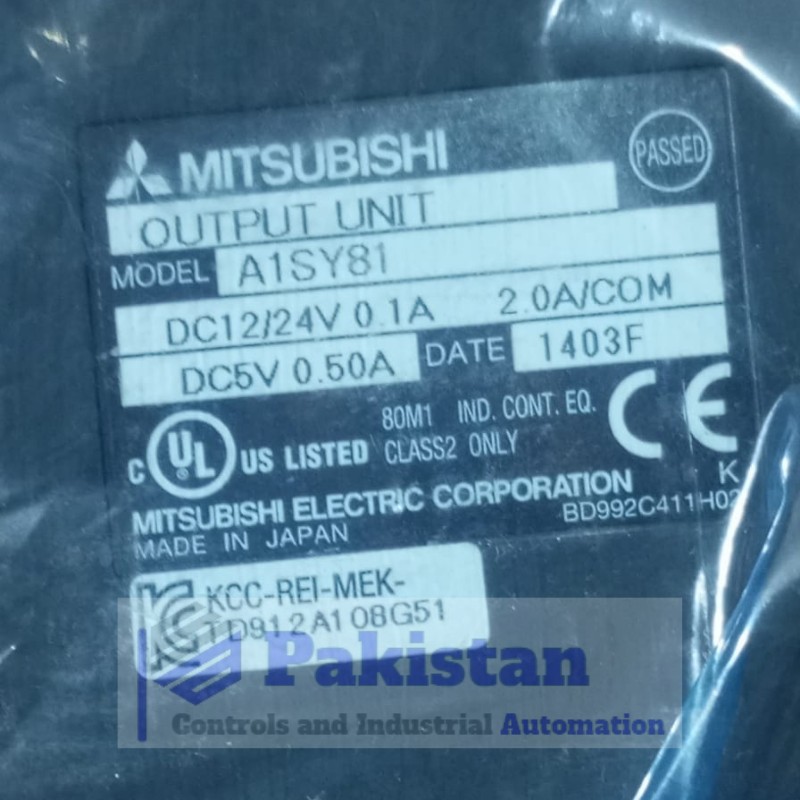 MITSUBISHI
PASSED
OUTPUT UNIT
MODEL A1SY81
DC12/24V 0.1A 2.0A/COM
DC5V 0.50A DATE 1403F
80M1 IND. CONT. EQ.
C UL US LISTED CLASS2 ONLY
CE
MITSUBISHI ELECTRIC CORPORATION K
MADE IN JAPAN BD992C411H02
KCC-REI-MEK-
TD912A108G51
Pakistan
Controls and Industrial Automation